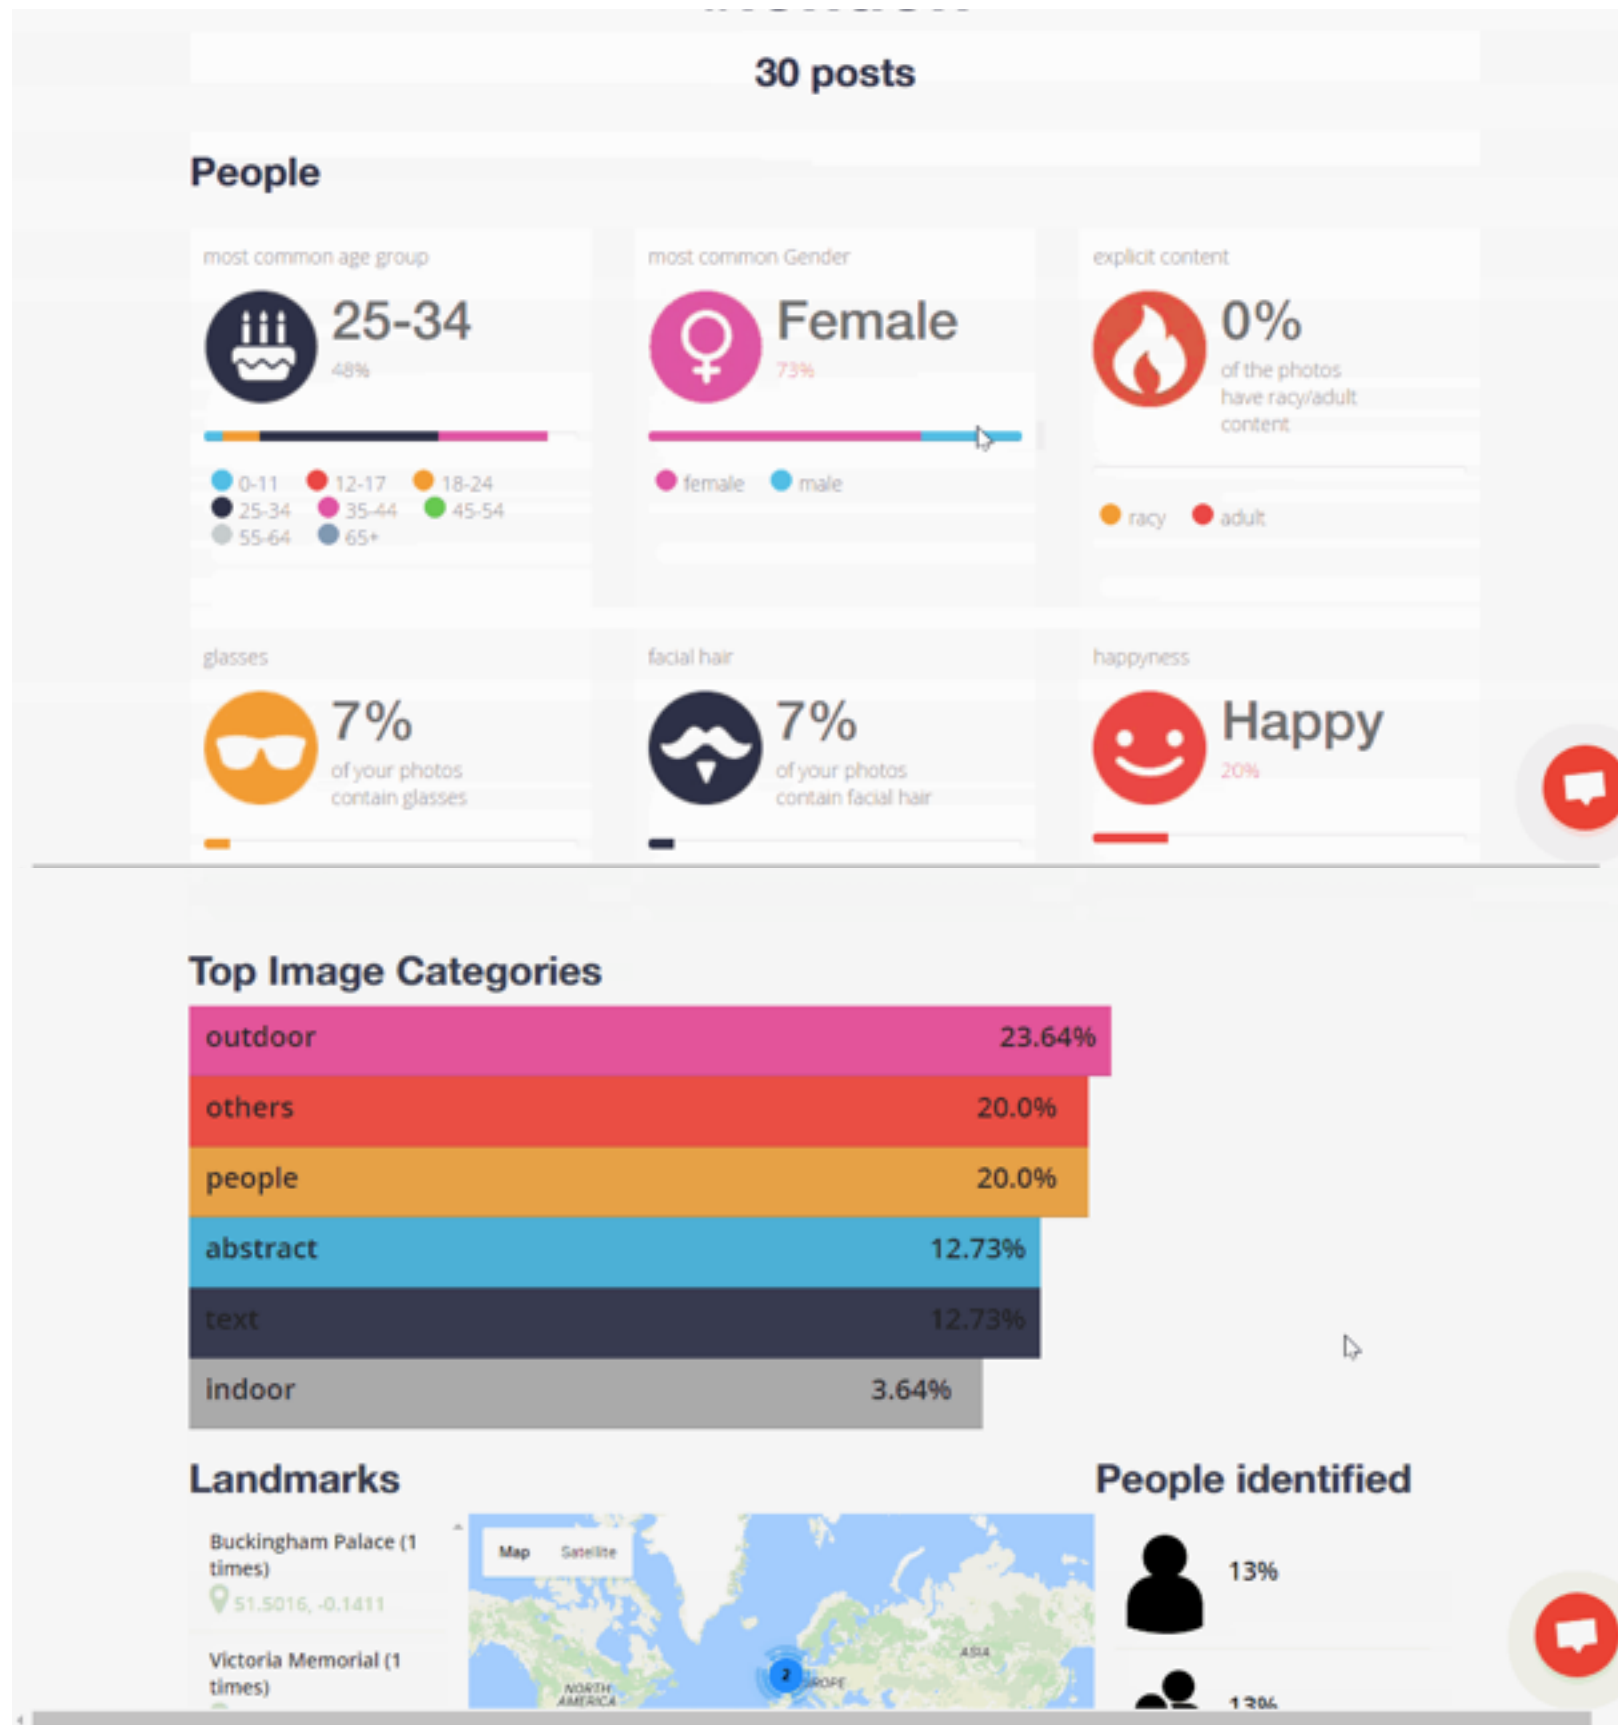 30 posts
People
most common age group
25-34
48%
0-11 12-17 18-24
25-34 35-44 45-54
55-64 65+
most common Gender
Female
73%
female male
explicit content
0%
of the photos
have racy/adult
content
racy adult
glasses
7%
of your photos
contain glasses
facial hair
7%
of your photos
contain facial hair
happyness
Happy
20%
Top Image Categories
outdoor 23.64%
others 20.0%
people 20.0%
abstract 12.73%
text 12.73%
indoor 3.64%
Landmarks
Buckingham Palace (1
times)
51.5016, -0.1411
Victoria Memorial (1
times)
Map Satellite
ASIA
2
NORTH
AMERICA
People identified
13%
13%